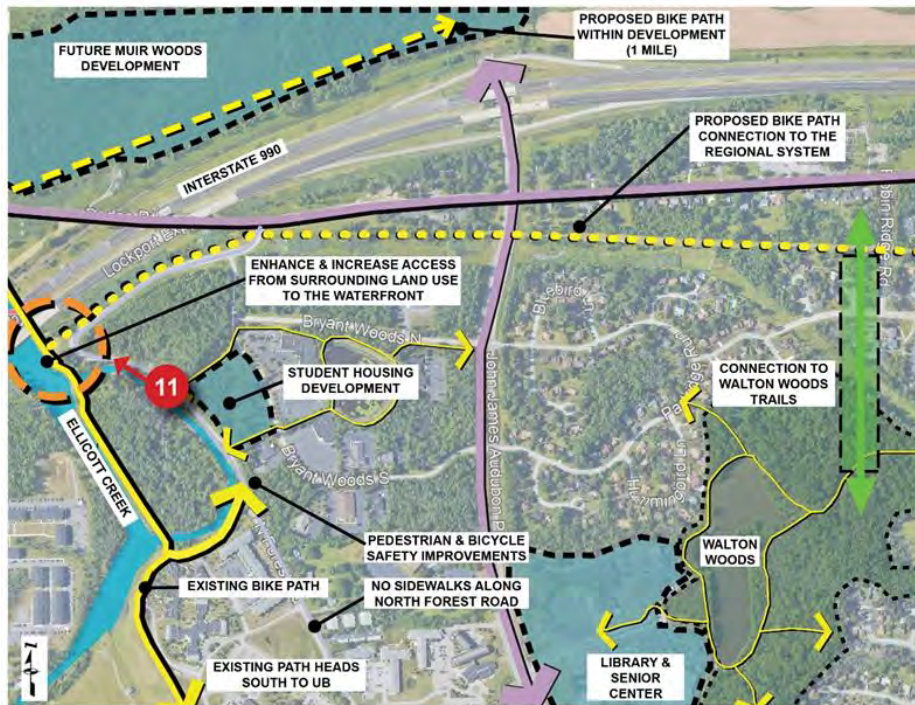 FUTURE MUIR WOODS
DEVELOPMENT
PROPOSED BIKE PATH
WITHIN DEVELOPMENT
(1 MILE)
PROPOSED BIKE PATH
CONNECTION TO THE
REGIONAL SYSTEM
INTERSTATE 990
Lockport Exp
Robin Ridge Rd
ENHANCE & INCREASE ACCESS
FROM SURROUNDING LAND USE
TO THE WATERFRONT
Bryant Woods N
Bluebird Ln
11
STUDENT HOUSING
DEVELOPMENT
CONNECTION TO
WALTON WOODS
TRAILS
John James Audubon P
ELLICOTT CREEK
Bryant Woods S
PEDESTRIAN & BICYCLE
SAFETY IMPROVEMENTS
WALTON
WOODS
EXISTING BIKE PATH
NO SIDEWALKS ALONG
NORTH FOREST ROAD
EXISTING PATH HEADS
SOUTH TO UB
LIBRARY &
SENIOR
CENTER